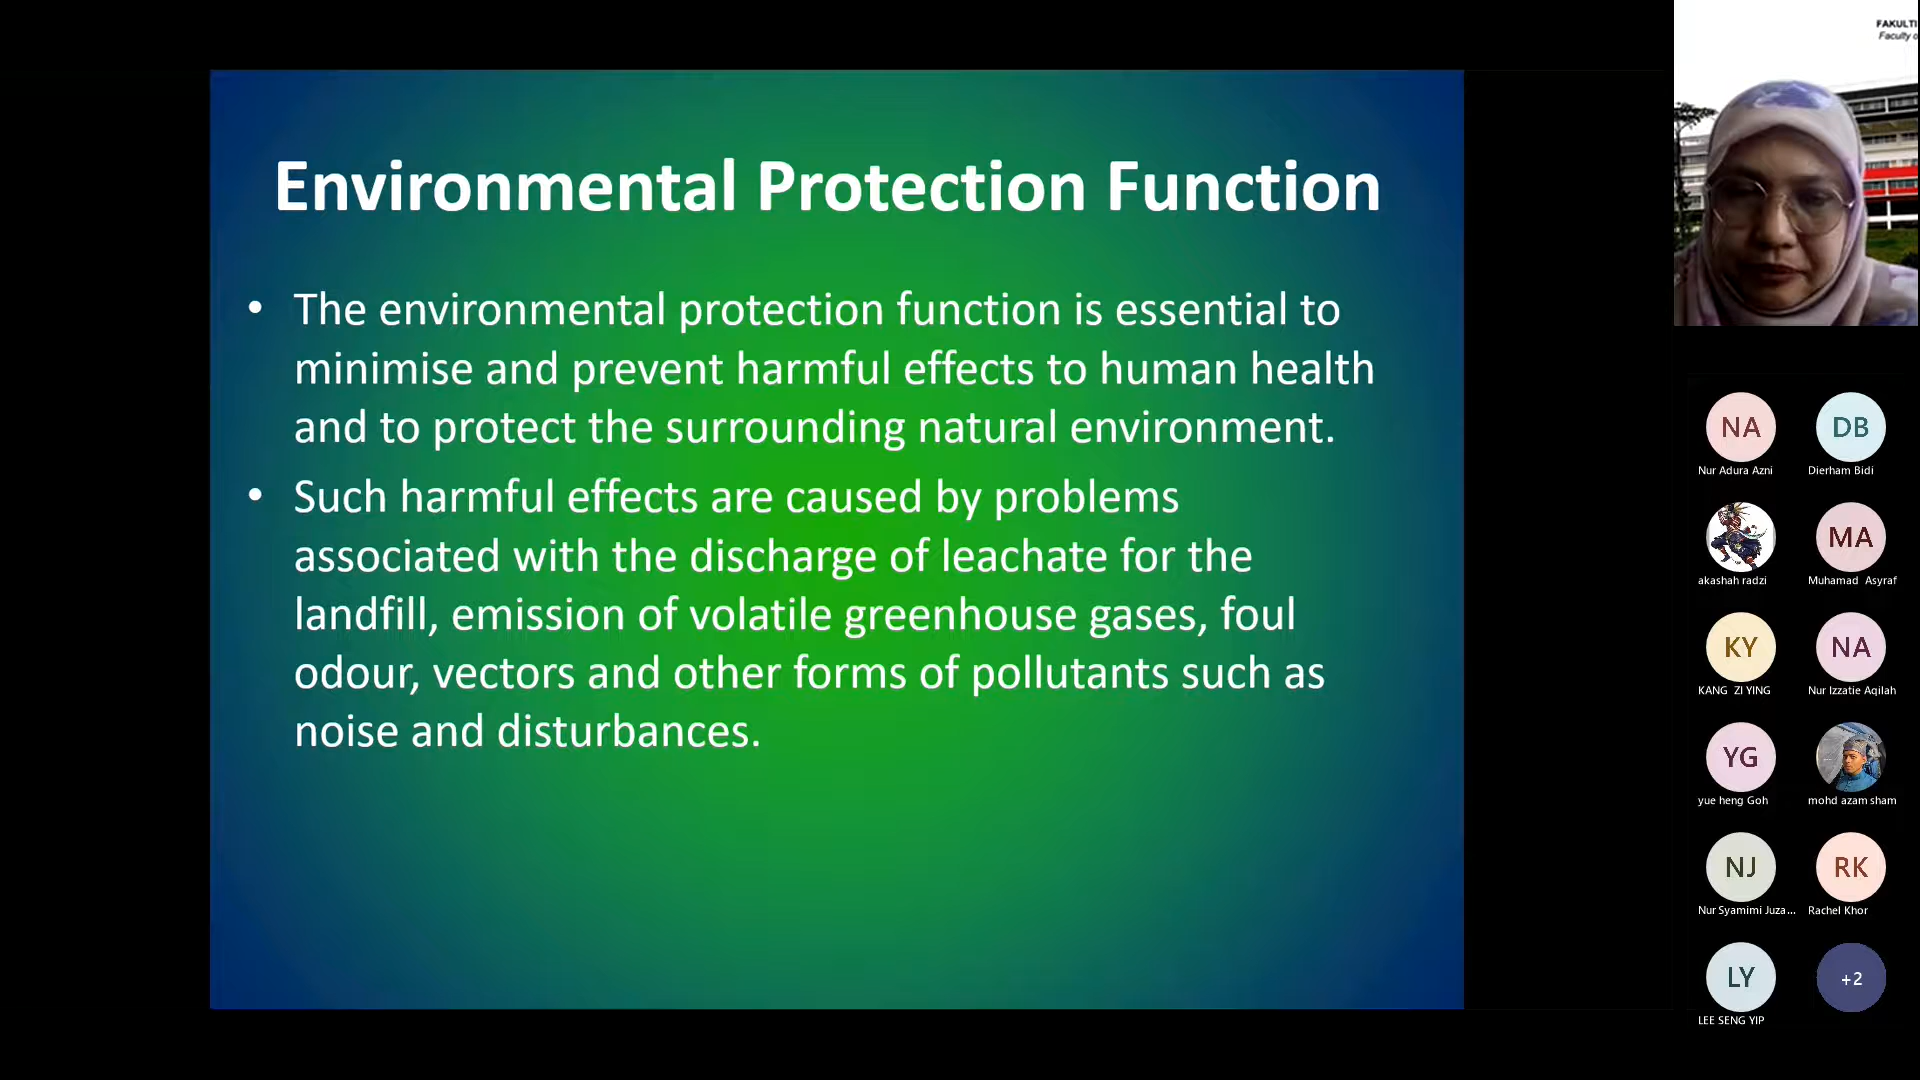 Environmental Protection Function
• The environmental protection function is essential to
minimise and prevent harmful effects to human health
and to protect the surrounding natural environment.
• Such harmful effects are caused by problems
associated with the discharge of leachate for the
landfill, emission of volatile greenhouse gases, foul
odour, vectors and other forms of pollutants such as
noise and disturbances.
FAKULTI
Faculty o
NA
Nur Adura Azni
DB
Dierham Bidi
akashah radzi
MA
Muhamad Asyraf
KY
KANG ZI YING
NA
Nur Izzatie Aqilah
YG
yue heng Goh
mohd azam sham
NJ
Nur Syamimi Juza...
RK
Rachel Khor
LY
LEE SENG YIP
+2